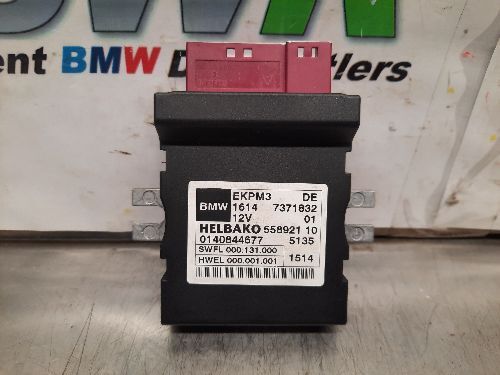 ent BMW D tlers
EKPM3 DE
BMW 1614 7371832
12V 01
HELBAKO 558921 10
0140844677 5135
SWFL 000.131.000
HWEL 000.001.001 1514